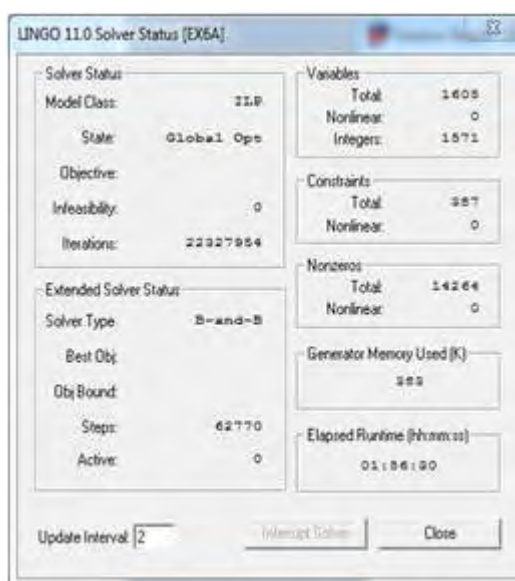 LINGO 11.0 Solver Status [EX6A]
Solver Status
Model Class: ILP
State: Global Opt
Objective:
Infeasibility: 0
Iterations: 22327954
Extended Solver Status
Solver Type B-and-B
Best Obj:
Obj Bound:
Steps: 62770
Active: 0
Update Interval: 2
Variables
Total:
Nonlinear: 0
Integers: 1571
Constraints
Total:
Nonlinear: 0
Nonzeros
Total: 14264
Nonlinear: 0
Generator Memory Used (K)
Elapsed Runtime (hh:mm:ss)
Interrupt Solver
Close